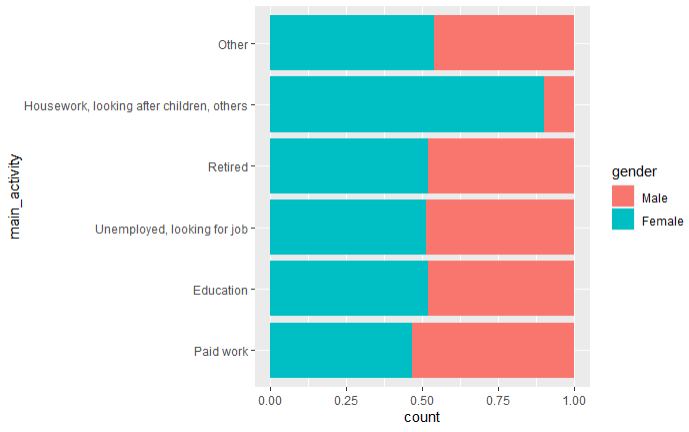 main_activity
Other
Housework, looking after children, others
Retired
Unemployed, looking for job
Education
Paid work
0.00 0.25 0.50 0.75 1.00
count
gender
Male
Female